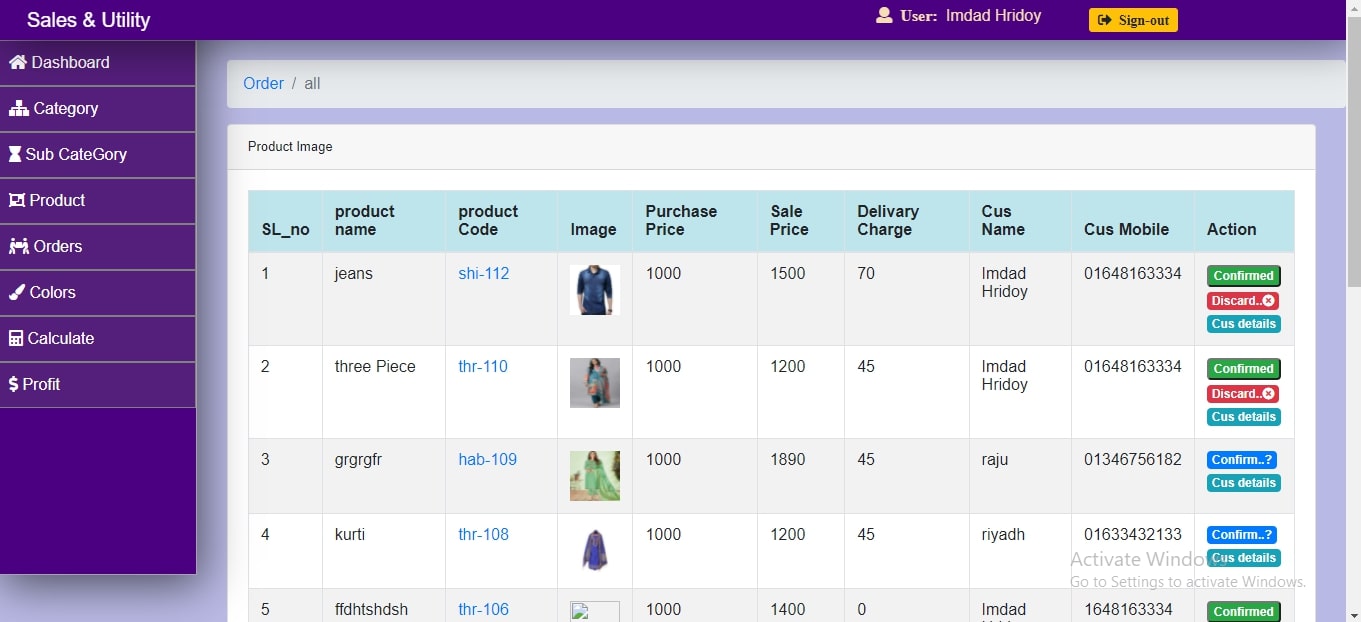 Sales & Utility
User: Imdad Hridoy
Sign-out
Dashboard
Category
Sub CateGory
Product
Orders
Colors
Calculate
Profit
Order / all
Product Image
SL_no product name product Code Image Purchase Price Sale Price Delivary Charge Cus Name Cus Mobile Action
1 jeans shi-112 1000 1500 70 Imdad Hridoy 01648163334 Confirmed
Discard..
Cus details
2 three Piece thr-110 1000 1200 45 Imdad Hridoy 01648163334 Confirmed
Discard..
Cus details
3 grgrgfr hab-109 1000 1890 45 raju 01346756182 Confirm..?
Cus details
4 kurti thr-108 1000 1200 45 riyadh 01633432133 Confirm..?
Cus details
Activate Windows
Go to Settings to activate Windows.
5 ffdhtshdsh thr-106 1000 1400 0 Imdad 1648163334 Confirmed